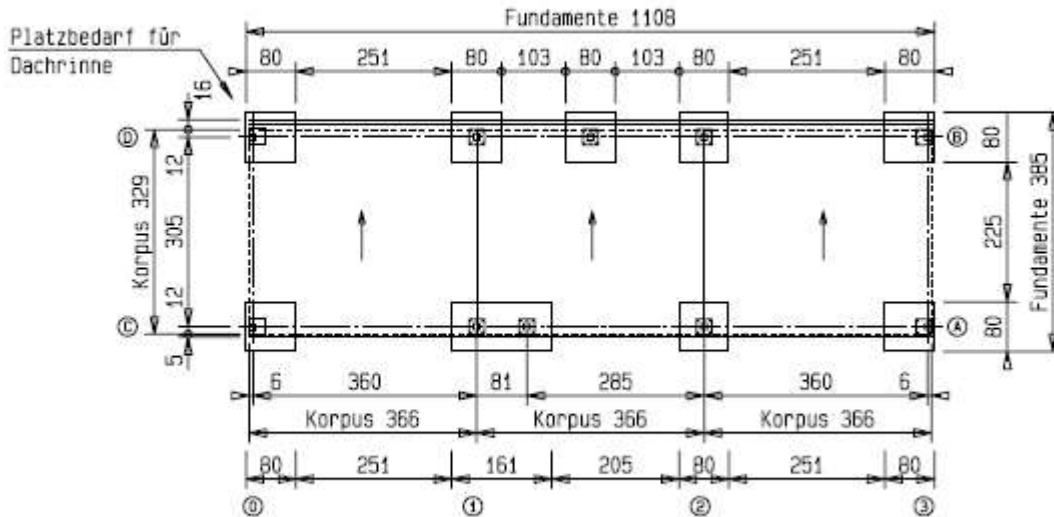 Fundamente 1108
Platzbedarf für
Dachrinne
80 251 80 103 80 103 80 251 80
16
D
B
12
80
Korpus 329
305
225
Fundamente 385
12
C
A
80
5
6 360 81 285 360 6
Korpus 366 Korpus 366 Korpus 366
80 251 161 205 80 251 80
0 1 2 3